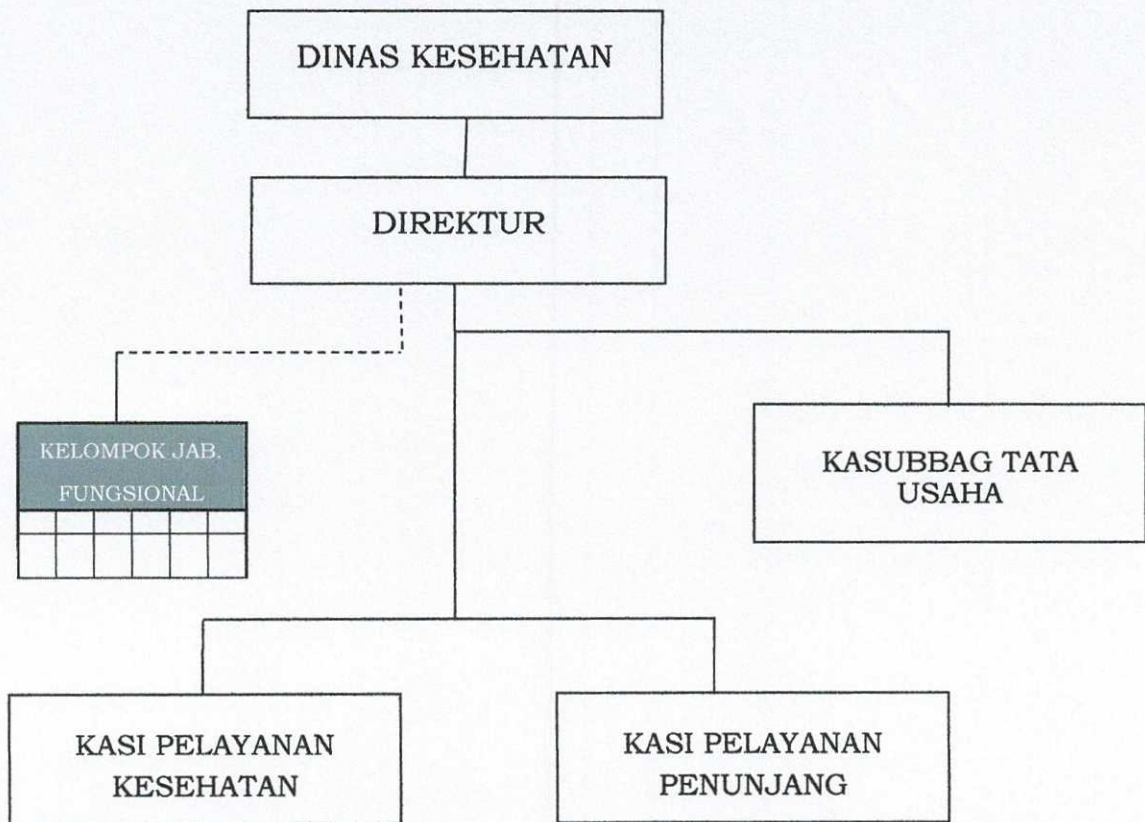 DINAS KESEHATAN
DIREKTUR
KELOMPOK JAB.
FUNGSIONAL
KASUBBAG TATA
USAHA
KASI PELAYANAN
KESEHATAN
KASI PELAYANAN
PENUNJANG